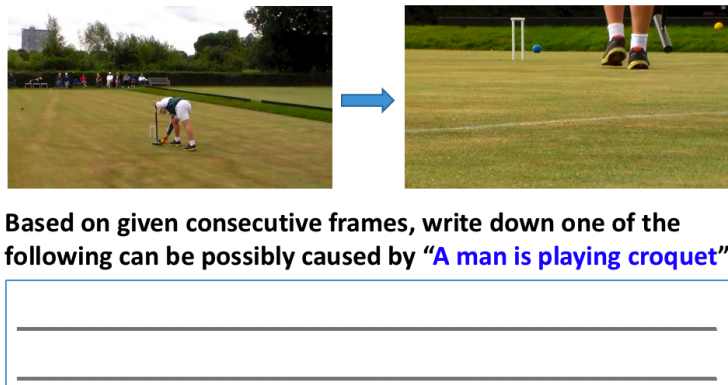 Based on given consecutive frames, write down one of the
following can be possibly caused by “A man is playing croquet”